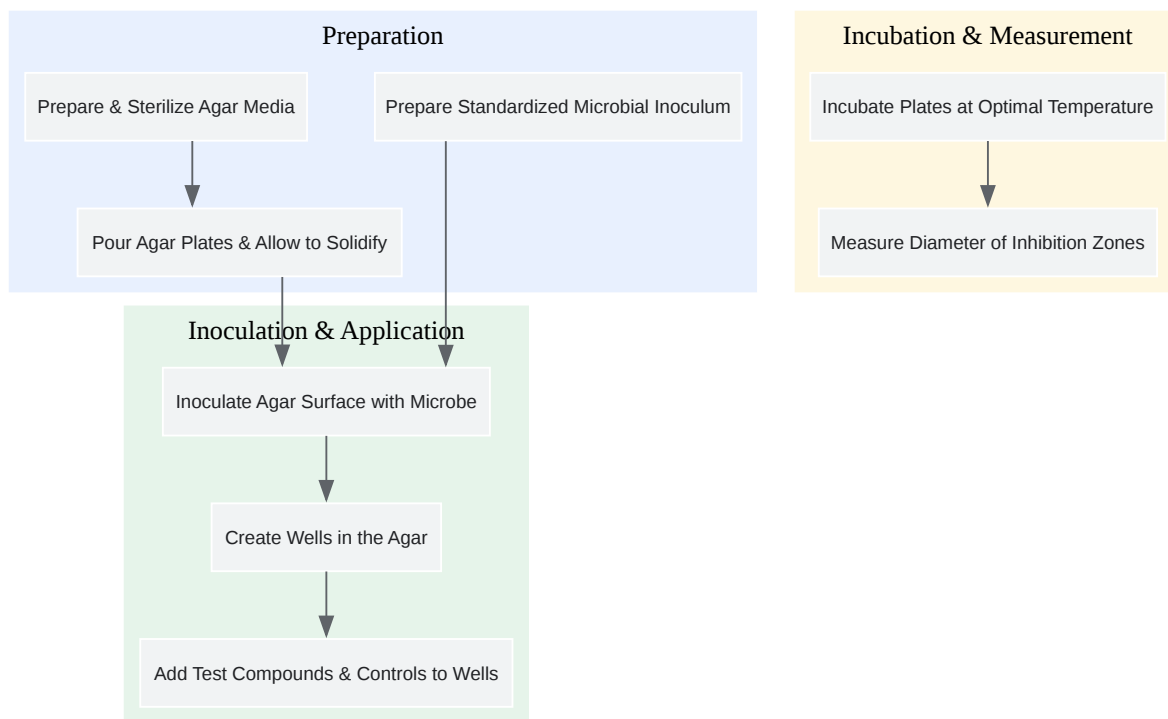 Preparation
Prepare & Sterilize Agar Media
Prepare Standardized Microbial Inoculum
Pour Agar Plates & Allow to Solidify
Inoculation & Application
Inoculate Agar Surface with Microbe
Create Wells in the Agar
Add Test Compounds & Controls to Wells
Incubation & Measurement
Incubate Plates at Optimal Temperature
Measure Diameter of Inhibition Zones